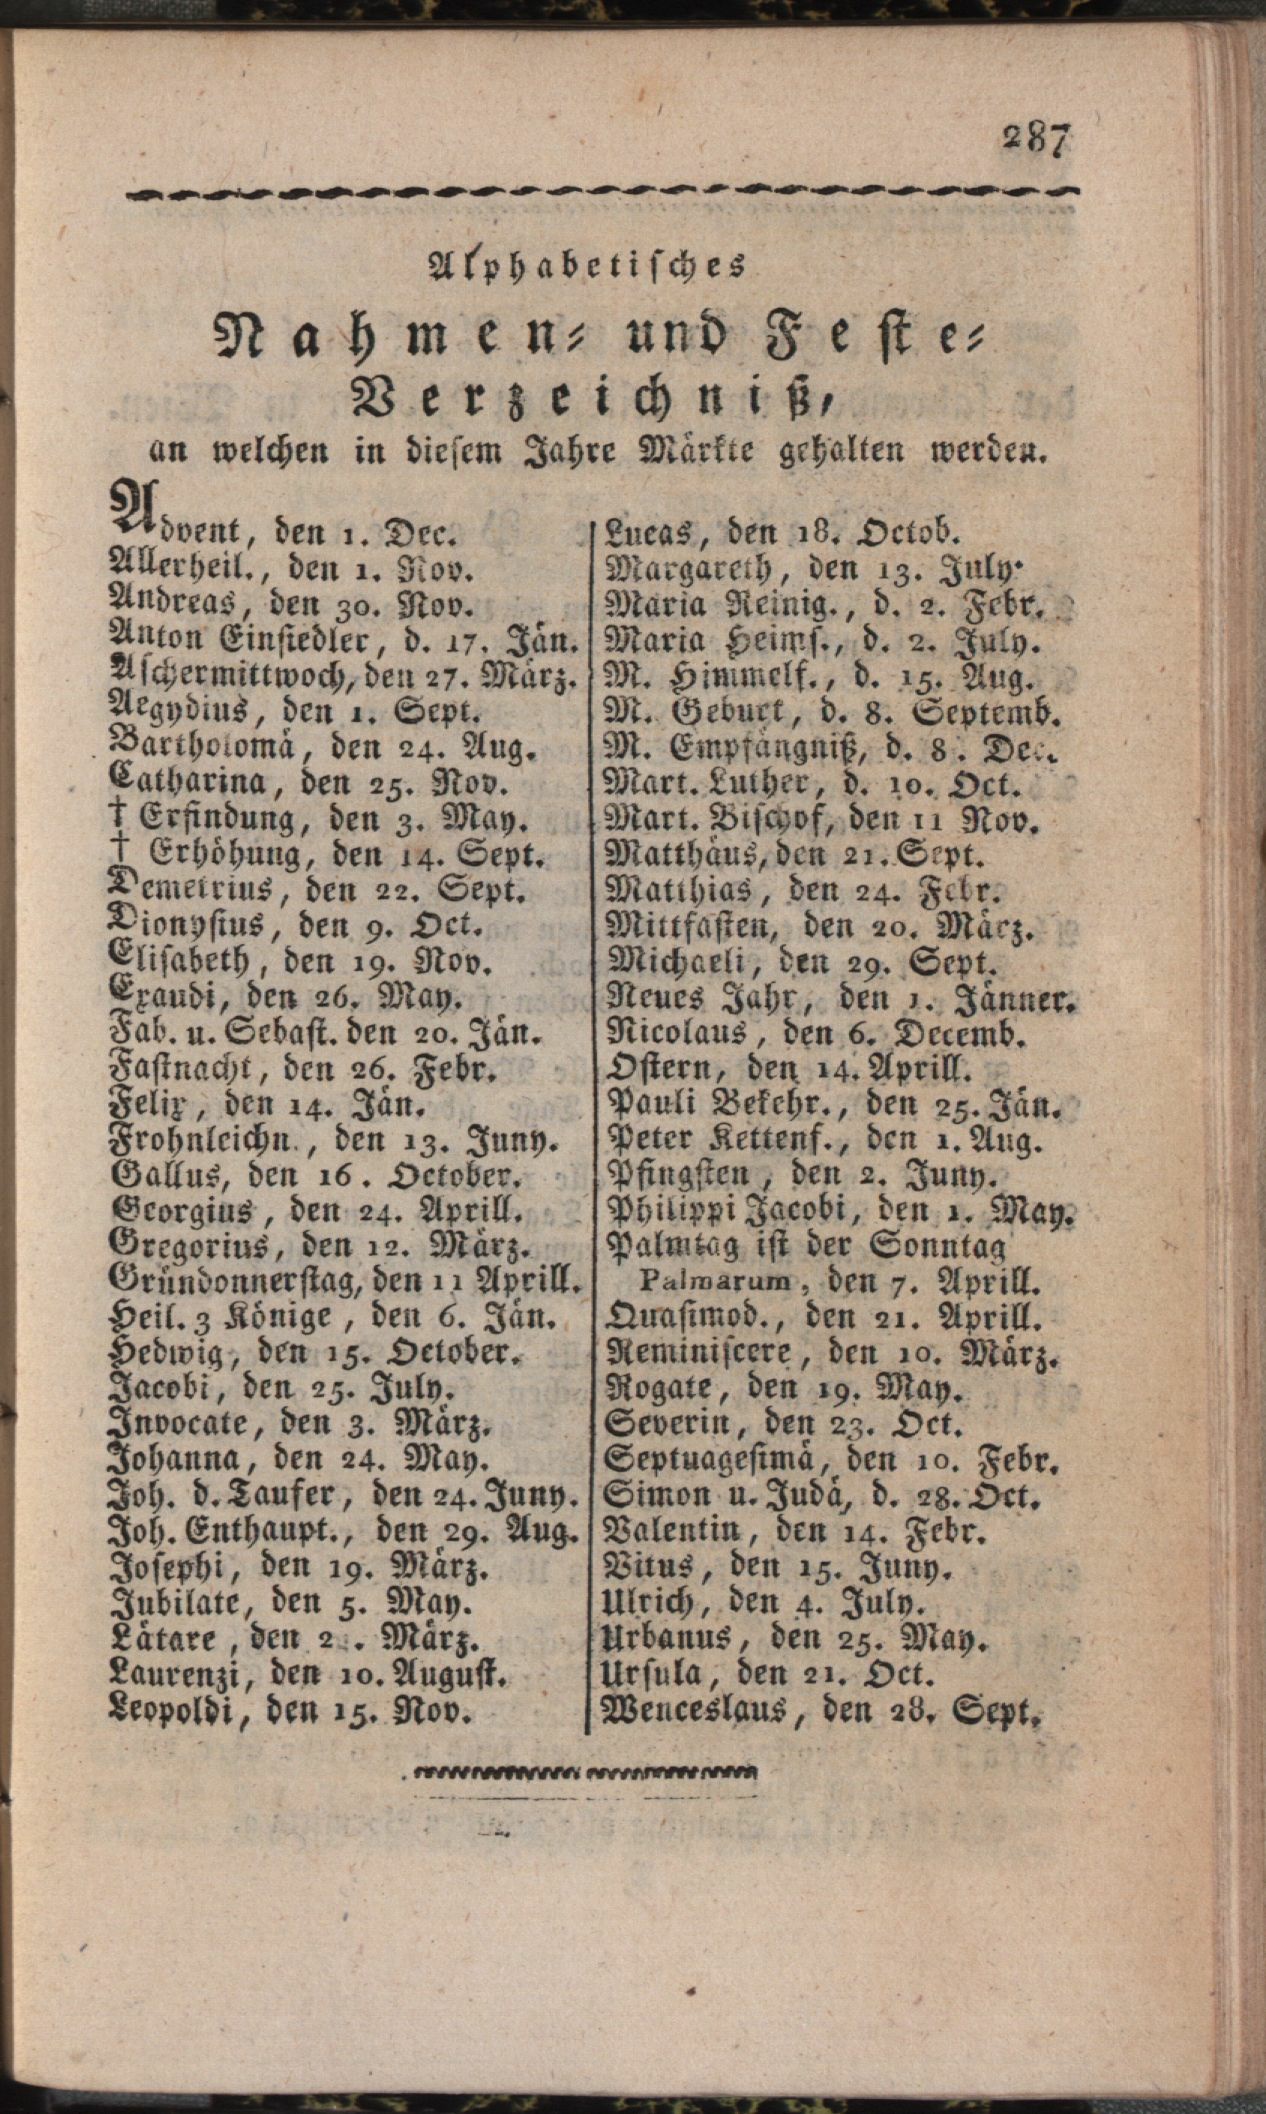 287
Alphabetisches
Nahmen- und Feste-
Verzeichniß,
an welchen in diesem Jahre Märkte gehalten werden.
Advent, den 1. Dec.
Allerheil., den 1. Nov.
Andreas, den 30. Nov.
Anton Einsiedler, d. 17. Jän.
Aschermittwoch, den 27. März.
Aegydius, den 1. Sept.
Bartholomä, den 24. Aug.
Catharina, den 25. Nov.
† Erfindung, den 3. May.
† Erhöhung, den 14. Sept.
Demetrius, den 22. Sept.
Dionysius, den 9. Oct.
Elisabeth, den 19. Nov.
Exaudi, den 26. May.
Fab. u. Sebast. den 20. Jän.
Fastnacht, den 26. Febr.
Felix, den 14. Jän.
Frohnleichn., den 13. Juny.
Gallus, den 16. October.
Georgius, den 24. Aprill.
Gregorius, den 12. März.
Gründonnerstag, den 11 Aprill.
Heil. 3 Könige, den 6. Jän.
Hedwig, den 15. October.
Jacobi, den 25. July.
Invocate, den 3. März.
Johanna, den 24. May.
Joh. d. Taufer, den 24. Juny.
Joh. Enthaupt., den 29. Aug.
Josephi, den 19. März.
Jubilate, den 5. May.
Lätare, den März.
Laurenzi, den 10. August.
Leopoldi, den 15. Nov.
Lucas, den 18. Octob.
Margareth, den 13. July.
Maria Reinig., d. 2. Febr.
Maria Heims., d. 2. July.
M. Himmelf., d. 15. Aug.
M. Geburt, d. 8. Septemb.
M. Empfängniß, d. 8. Dec.
Mart. Luther, d. 10. Oct.
Mart. Bischof, den 11 Nov.
Matthäus, den 21. Sept.
Matthias, den 24. Febr.
Mittfasten, den 20. März.
Michaeli, den 29. Sept.
Neues Jahr, den 1. Jänner.
Nicolaus, den 6. Decemb.
Ostern, den 14. Aprill.
Pauli Bekehr., den 25. Jän.
Peter Kettenf., den 1. Aug.
Pfingsten, den 2. Juny.
Philippi Jacobi, den 1. May.
Palmtag ist der Sonntag
Palmarum, den 7. Aprill.
Quasimod., den 21. Aprill.
Reminiscere, den 10. März.
Rogate, den 19. May.
Severin, den 23. Oct.
Septuagesimä, den 10. Febr.
Simon u. Judä, d. 28. Oct.
Valentin, den 14. Febr.
Vitus, den 15. Juny.
Ulrich, den 4. July.
Urbanus, den 25. May.
Ursula, den 21. Oct.
Wenceslaus, den 28. Sept.